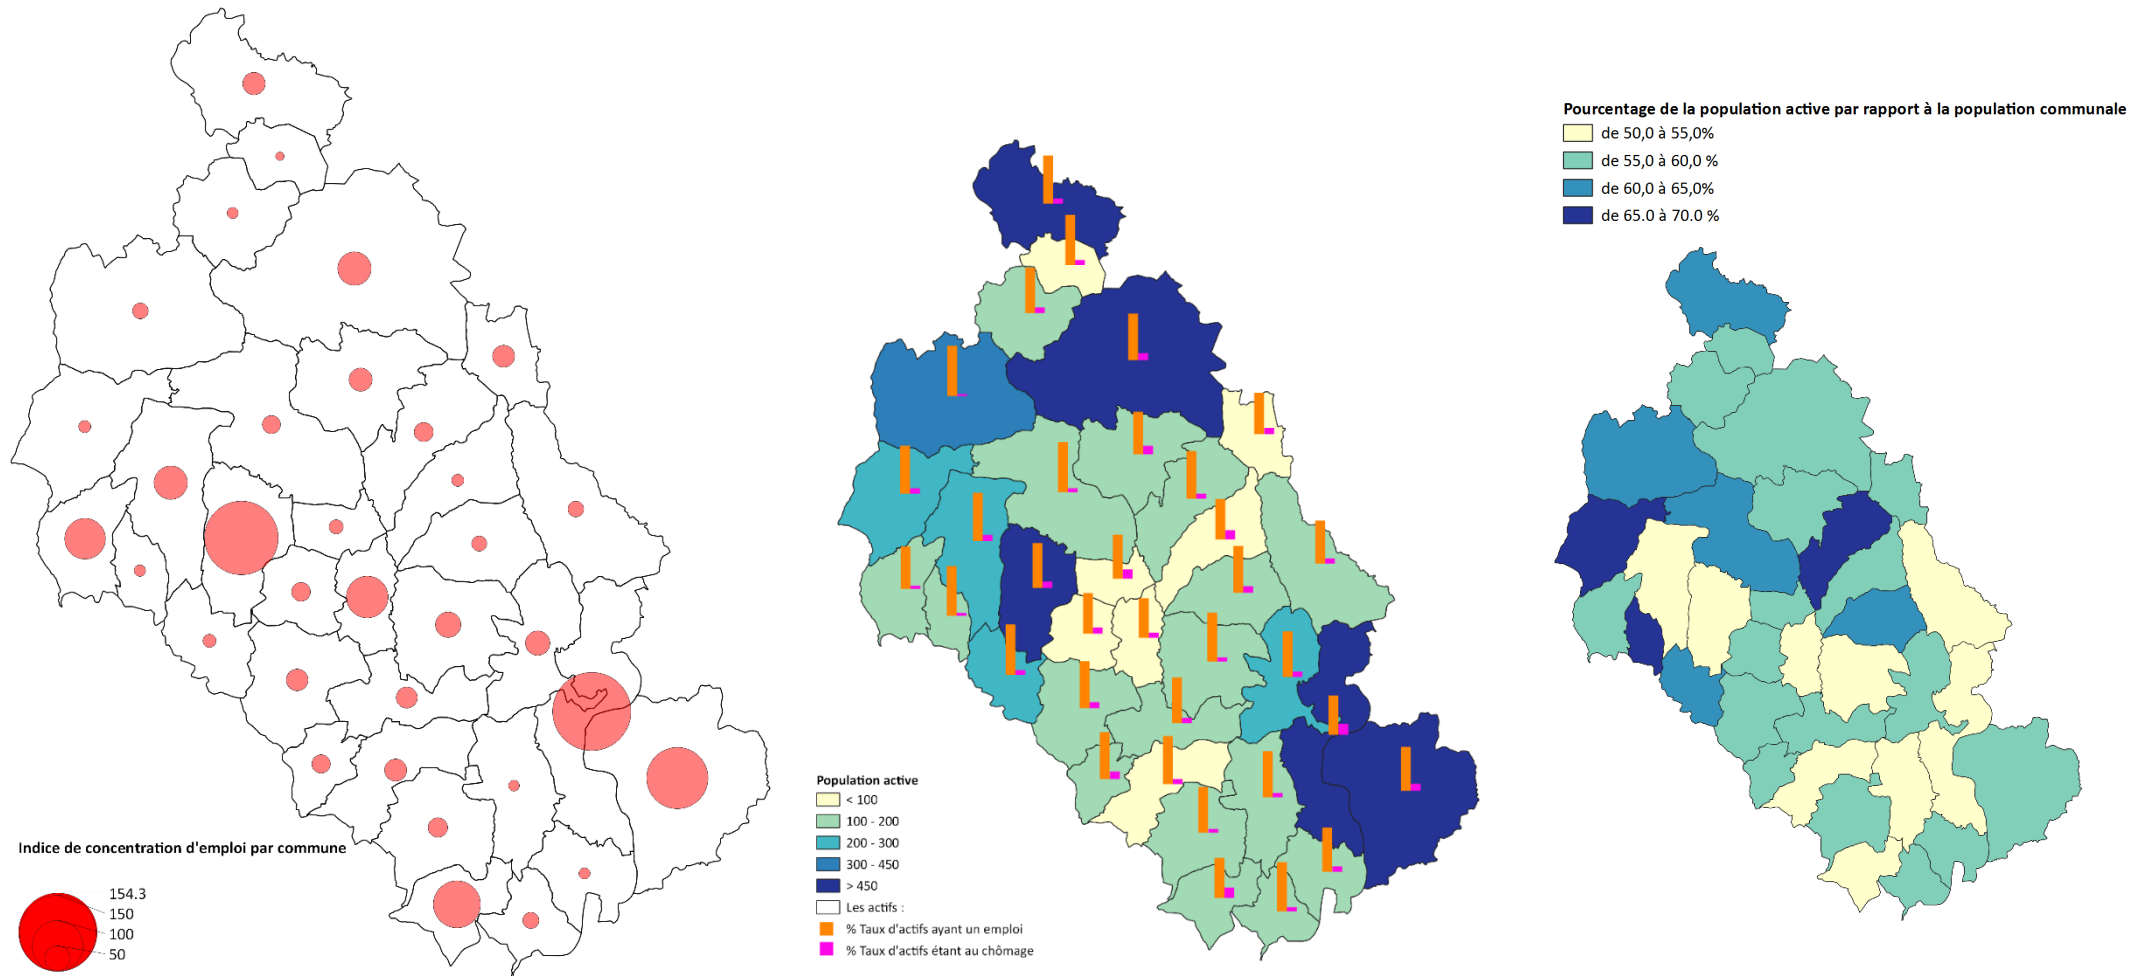 Indice de concentration d'emploi par commune
154.3
150
100
50
Population active
< 100
100 - 200
200 - 300
300 - 450
> 450
Les actifs :
% Taux d'actifs ayant un emploi
% Taux d'actifs étant au chômage
Pourcentage de la population active par rapport à la population communale
de 50,0 à 55,0%
de 55,0 à 60,0 %
de 60,0 à 65,0%
de 65.0 à 70.0 %